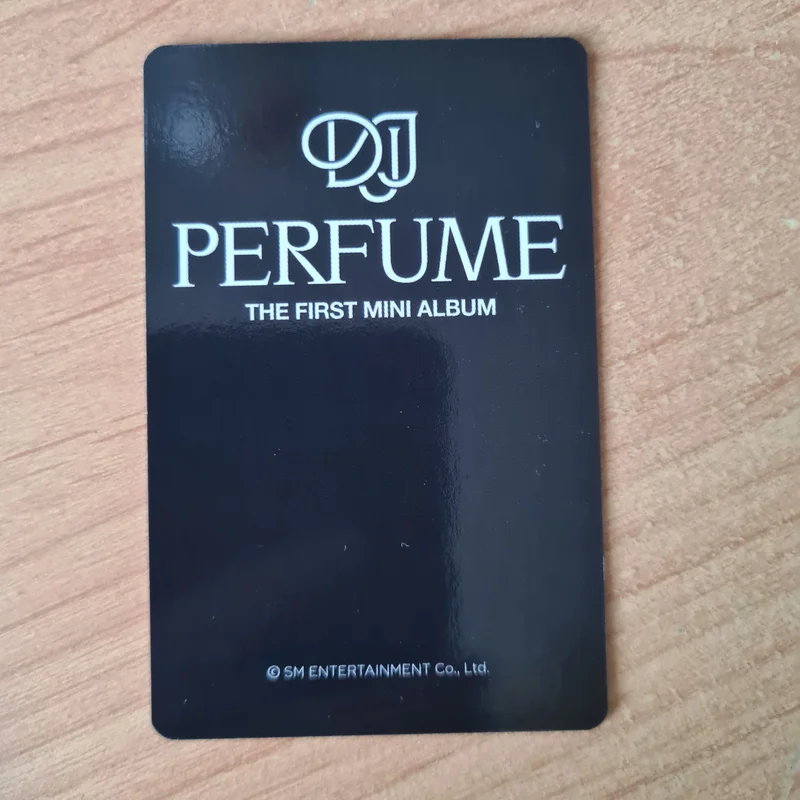 DJJ
PERFUME
THE FIRST MINI ALBUM
© SM ENTERTAINMENT Co., Ltd.